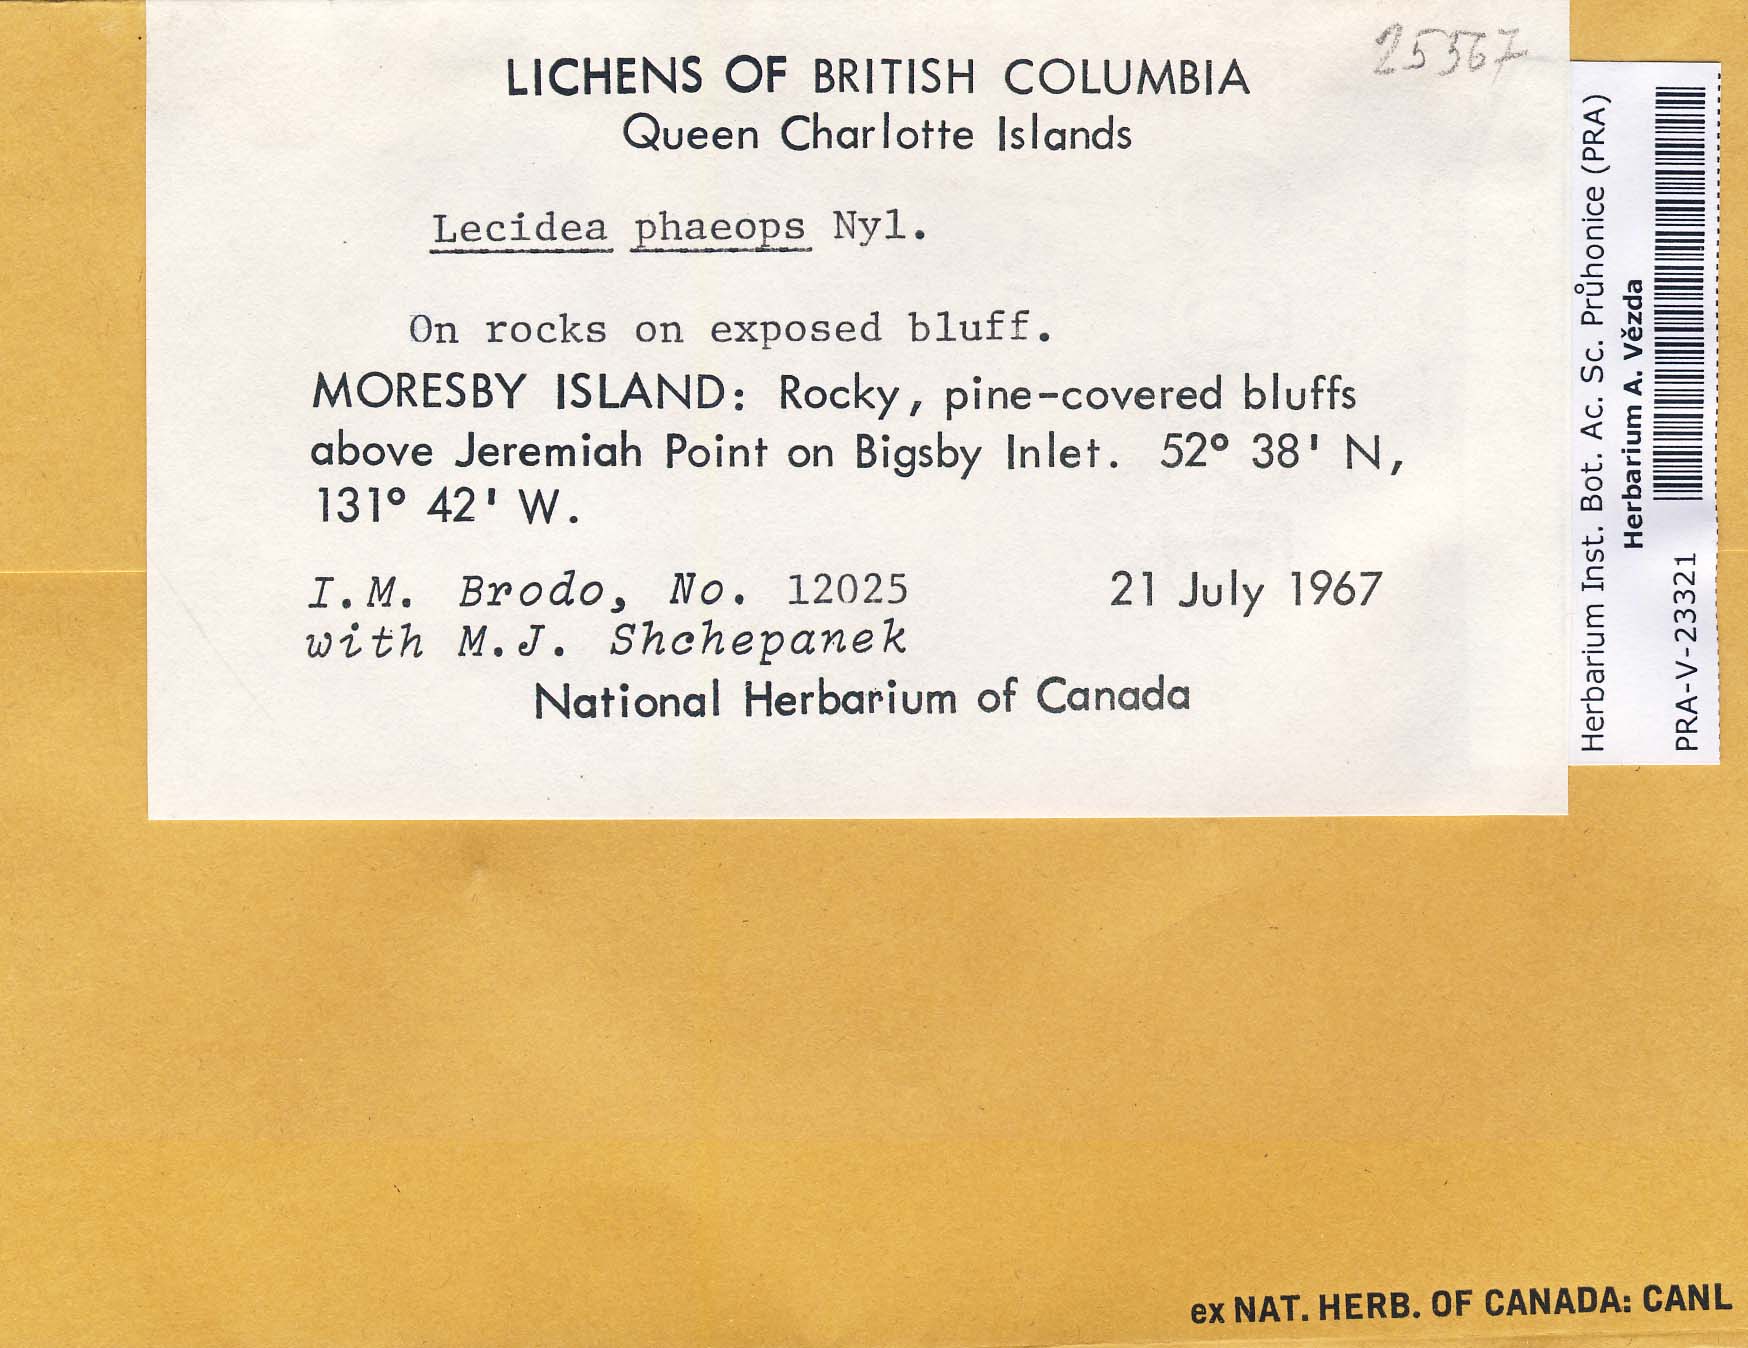 25567
LICHENS OF BRITISH COLUMBIA
Queen Charlotte Islands
Lecidea phaeops Nyl.
On rocks on exposed bluff.
MORESBY ISLAND: Rocky, pine-covered bluffs
above Jeremiah Point on Bigsby Inlet. 52° 38' N,
131° 42' W.
I.M. Brodo, No. 12025 21 July 1967
with M.J. Shchepanek
National Herbarium of Canada
Herbarium Inst. Bot. Ac. Sc. Průhonice (PRA)
Herbarium A. Vězda
PRA-V-23321
ex NAT. HERB. OF CANADA: CANL